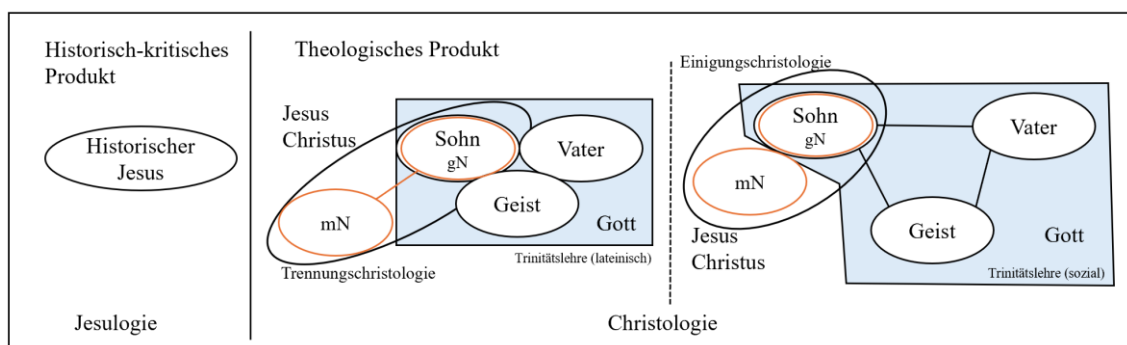 Historisch-kritisches
Produkt
Historischer
Jesus
Jesulogie
Theologisches Produkt
Jesus
Christus
Sohn
gN
Vater
Geist
mN
Gott
Trinitätslehre (lateinisch)
Trennungschristologie
Einigungschristologie
Sohn
gN
Vater
mN
Geist
Gott
Jesus
Christus
Trinitätslehre (sozial)
Christologie